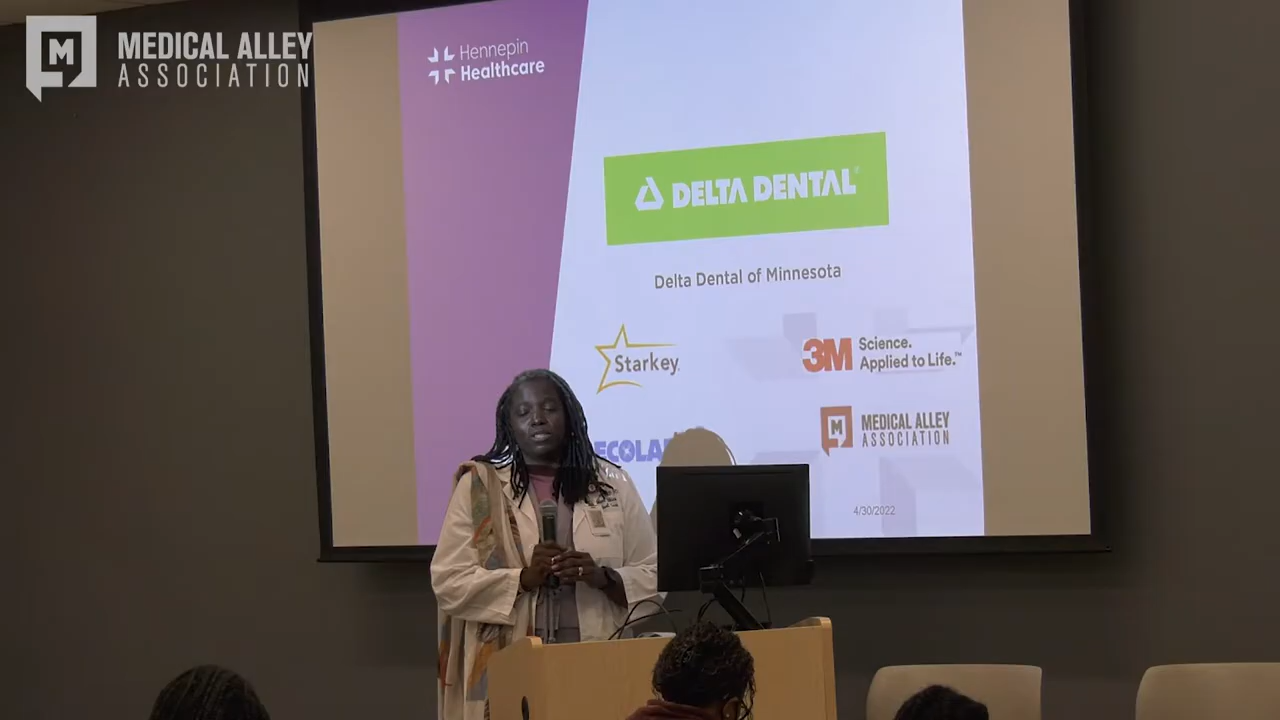 MEDICAL ALLEY
ASSOCIATION
Hennepin
Healthcare
DELTA DENTAL®
Delta Dental of Minnesota
Starkey
3M Science.
Applied to Life.™
ECOLA
MEDICAL ALLEY
ASSOCIATION
4/30/2022